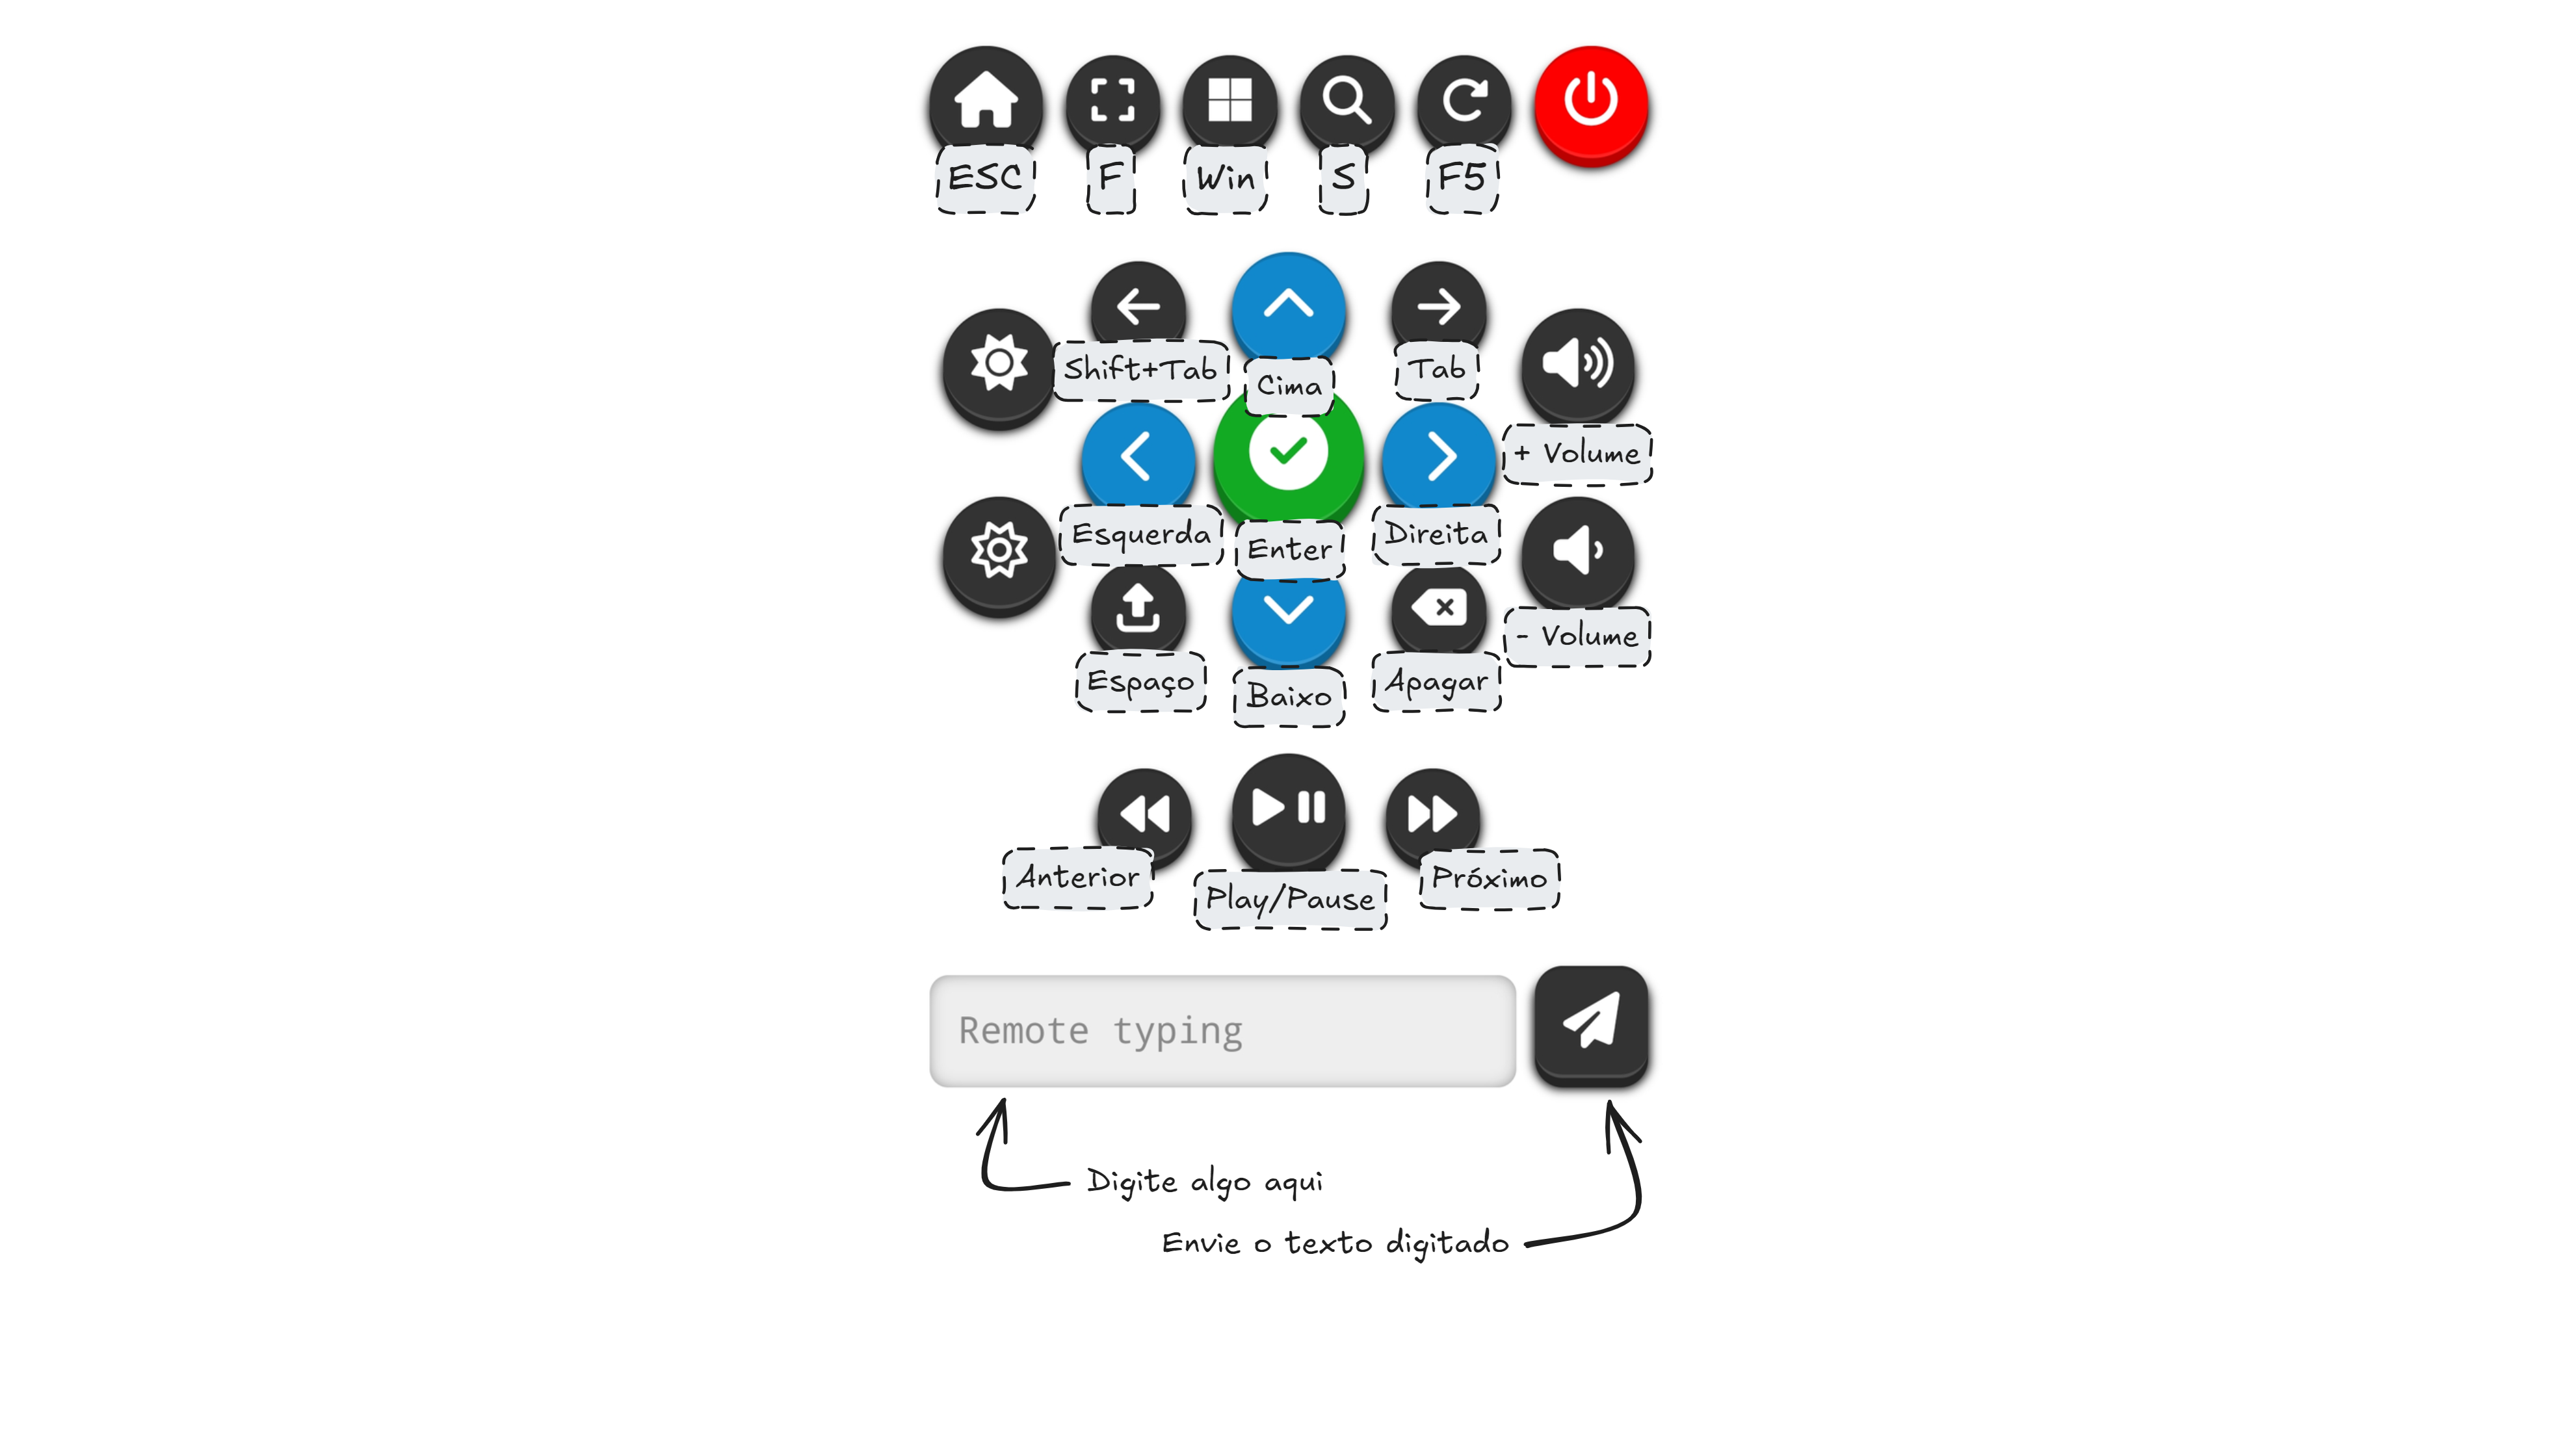 ESC
F
Win
S
F5
Shift+Tab
Cima
Tab
+ Volume
Esquerda
Enter
Direita
- Volume
Espaço
Baixo
Apagar
Anterior
Play/Pause
Próximo
Remote typing
Digite algo aqui
Envie o texto digitado